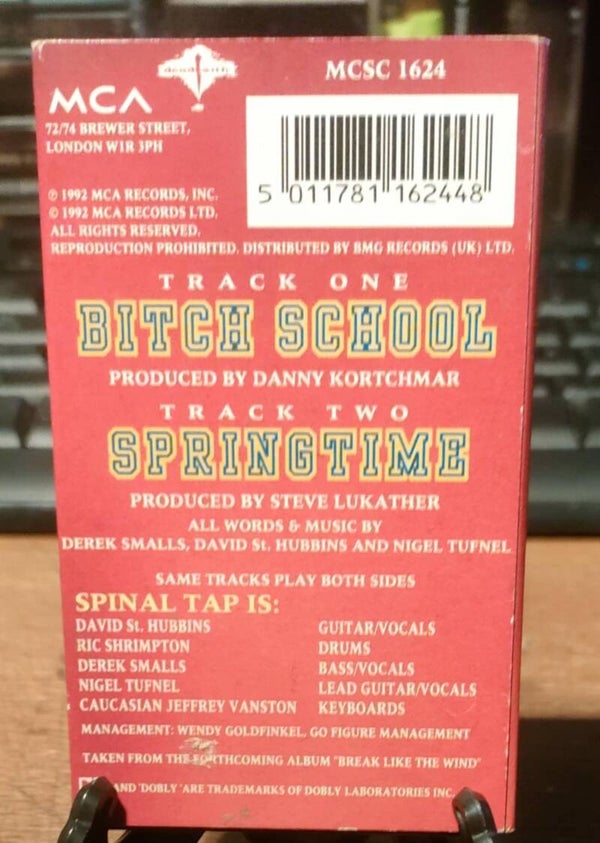 dead faith
MCSC 1624
MCA
72/74 BREWER STREET,
LONDON W1R 3PH
5 011781 162448
℗ 1992 MCA RECORDS, INC.
© 1992 MCA RECORDS LTD.
ALL RIGHTS RESERVED.
REPRODUCTION PROHIBITED. DISTRIBUTED BY BMG RECORDS (UK) LTD.
TRACK ONE
BITCH SCHOOL
PRODUCED BY DANNY KORTCHMAR
TRACK TWO
SPRINGTIME
PRODUCED BY STEVE LUKATHER
ALL WORDS & MUSIC BY
DEREK SMALLS, DAVID St. HUBBINS AND NIGEL TUFNEL
SAME TRACKS PLAY BOTH SIDES
SPINAL TAP IS:
DAVID St. HUBBINS GUITAR/VOCALS
RIC SHRIMPTON DRUMS
DEREK SMALLS BASS/VOCALS
NIGEL TUFNEL LEAD GUITAR/VOCALS
CAUCASIAN JEFFREY VANSTON KEYBOARDS
MANAGEMENT: WENDY GOLDFINKEL, GO FIGURE MANAGEMENT
TAKEN FROM THE FORTHCOMING ALBUM "BREAK LIKE THE WIND"
AND 'DOBLY' ARE TRADEMARKS OF DOBLY LABORATORIES INC.